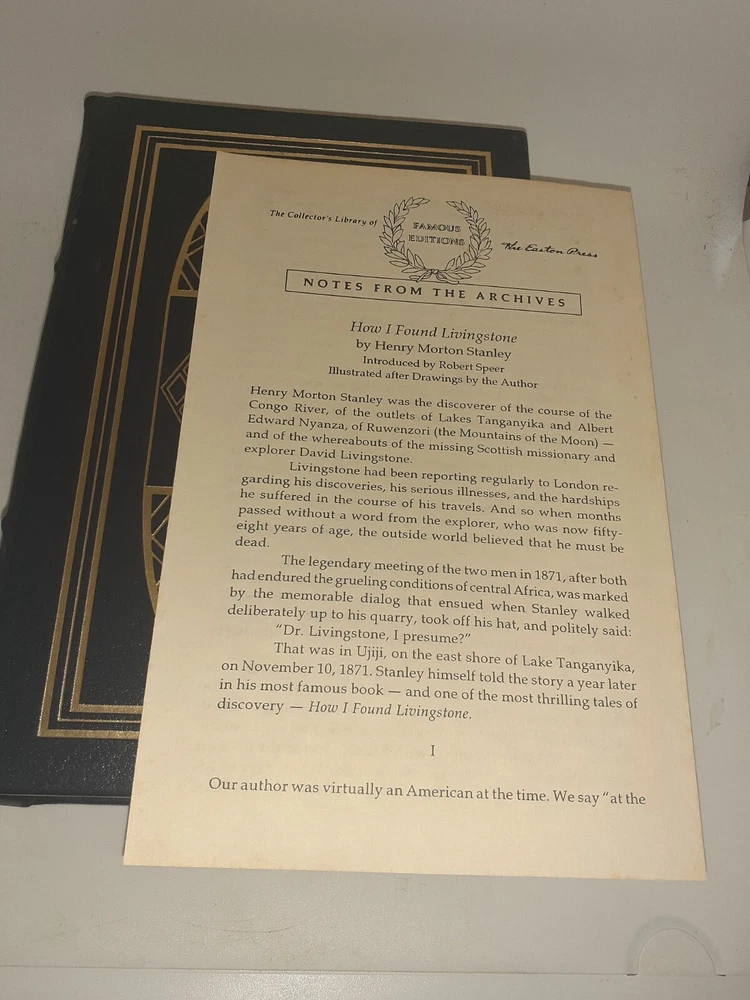 The Collector's Library of
FAMOUS
EDITIONS
The Easton Press
NOTES FROM THE ARCHIVES
How I Found Livingstone
by Henry Morton Stanley
Introduced by Robert Speer
Illustrated after Drawings by the Author
Henry Morton Stanley was the discoverer of the course of the
Congo River, of the outlets of Lakes Tanganyika and Albert
Edward Nyanza, of Ruwenzori (the Mountains of the Moon) —
and of the whereabouts of the missing Scottish missionary and
explorer David Livingstone.
Livingstone had been reporting regularly to London re-
garding his discoveries, his serious illnesses, and the hardships
he suffered in the course of his travels. And so when months
passed without a word from the explorer, who was now fifty-
eight years of age, the outside world believed that he must be
dead.
The legendary meeting of the two men in 1871, after both
had endured the grueling conditions of central Africa, was marked
by the memorable dialog that ensued when Stanley walked
deliberately up to his quarry, took off his hat, and politely said:
"Dr. Livingstone, I presume?"
That was in Ujiji, on the east shore of Lake Tanganyika,
on November 10, 1871. Stanley himself told the story a year later
in his most famous book — and one of the most thrilling tales of
discovery — How I Found Livingstone.
I
Our author was virtually an American at the time. We say "at the